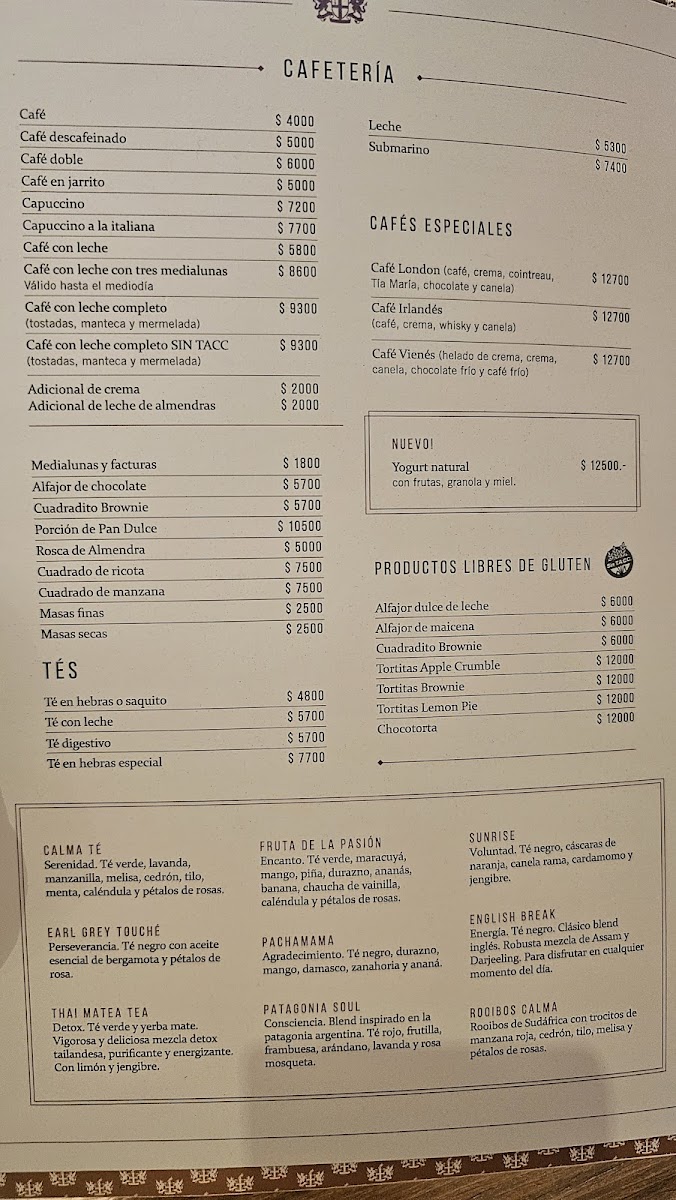 CAFETERÍA
Café $ 4000
Café descafeinado $ 5000
Café doble $ 6000
Café en jarrito $ 5000
Capuccino $ 7200
Capuccino a la italiana $ 7700
Café con leche $ 5800
Café con leche con tres medialunas $ 8600
Válido hasta el mediodía
Café con leche completo $ 9300
(tostadas, manteca y mermelada)
Café con leche completo SIN TACC $ 9300
(tostadas, manteca y mermelada)
Adicional de crema $ 2000
Adicional de leche de almendras $ 2000
Medialunas y facturas $ 1800
Alfajor de chocolate $ 5700
Cuadradito Brownie $ 5700
Porción de Pan Dulce $ 10500
Rosca de Almendra $ 5000
Cuadrado de ricota $ 7500
Cuadrado de manzana $ 7500
Masas finas $ 2500
Masas secas $ 2500
TÉS
Té en hebras o saquito $ 4800
Té con leche $ 5700
Té digestivo $ 5700
Té en hebras especial $ 7700
Leche $ 5300
Submarino $ 7400
CAFÉS ESPECIALES
Café London (café, crema, cointreau, $ 12700
Tía María, chocolate y canela)
Café Irlandés $ 12700
(café, crema, whisky y canela)
Café Vienés (helado de crema, crema, $ 12700
canela, chocolate frío y café frío)
NUEVO!
Yogurt natural $ 12500.-
con frutas, granola y miel.
PRODUCTOS LIBRES DE GLUTEN
Sin TACC
Alfajor dulce de leche $ 6000
Alfajor de maicena $ 6000
Cuadradito Brownie $ 6000
Tortitas Apple Crumble $ 12000
Tortitas Brownie $ 12000
Tortitas Lemon Pie $ 12000
Chocotorta $ 12000
CALMA TÉ
Serenidad. Té verde, lavanda,
manzanilla, melisa, cedrón, tilo,
menta, caléndula y pétalos de rosas.
EARL GREY TOUCHÉ
Perseverancia. Té negro con aceite
esencial de bergamota y pétalos de
rosa.
THAI MATEA TEA
Detox. Té verde y yerba mate.
Vigorosa y deliciosa mezcla detox
tailandesa, purificante y energizante.
Con limón y jengibre.
FRUTA DE LA PASIÓN
Encanto. Té verde, maracuyá,
mango, piña, durazno, ananás,
banana, chaucha de vainilla,
caléndula y pétalos de rosas.
PACHAMAMA
Agradecimiento. Té negro, durazno,
mango, damasco, zanahoria y ananá.
PATAGONIA SOUL
Consciencia. Blend inspirado en la
patagonia argentina. Té rojo, frutilla,
frambuesa, arándano, lavanda y rosa
mosqueta.
SUNRISE
Voluntad. Té negro, cáscaras de
naranja, canela rama, cardamomo y
jengibre.
ENGLISH BREAK
Energía. Té negro. Clásico blend
inglés. Robusta mezcla de Assam y
Darjeeling. Para disfrutar en cualquier
momento del día.
ROOIBOS CALMA
Rooibos de Sudáfrica con trocitos de
manzana roja, cedrón, tilo, melisa y
pétalos de rosas.